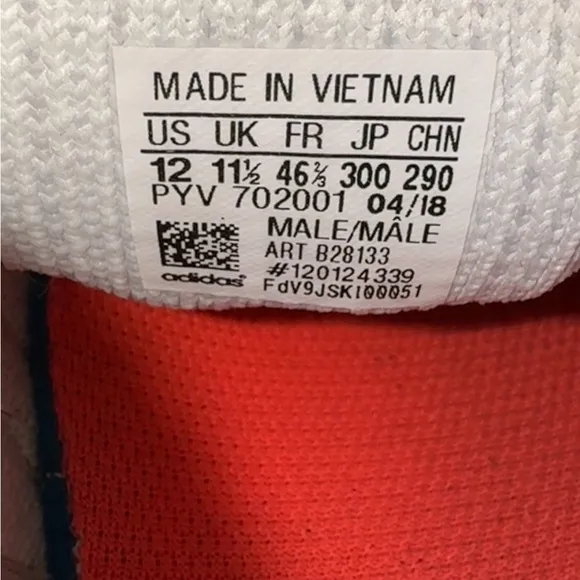 MADE IN VIETNAM
US UK FR JP CHN
12 11½ 46⅔ 300 290
PYV 702001 04/18
MALE/MÂLE
ART B28133
#120124339
adidas FdV9JSKI00051